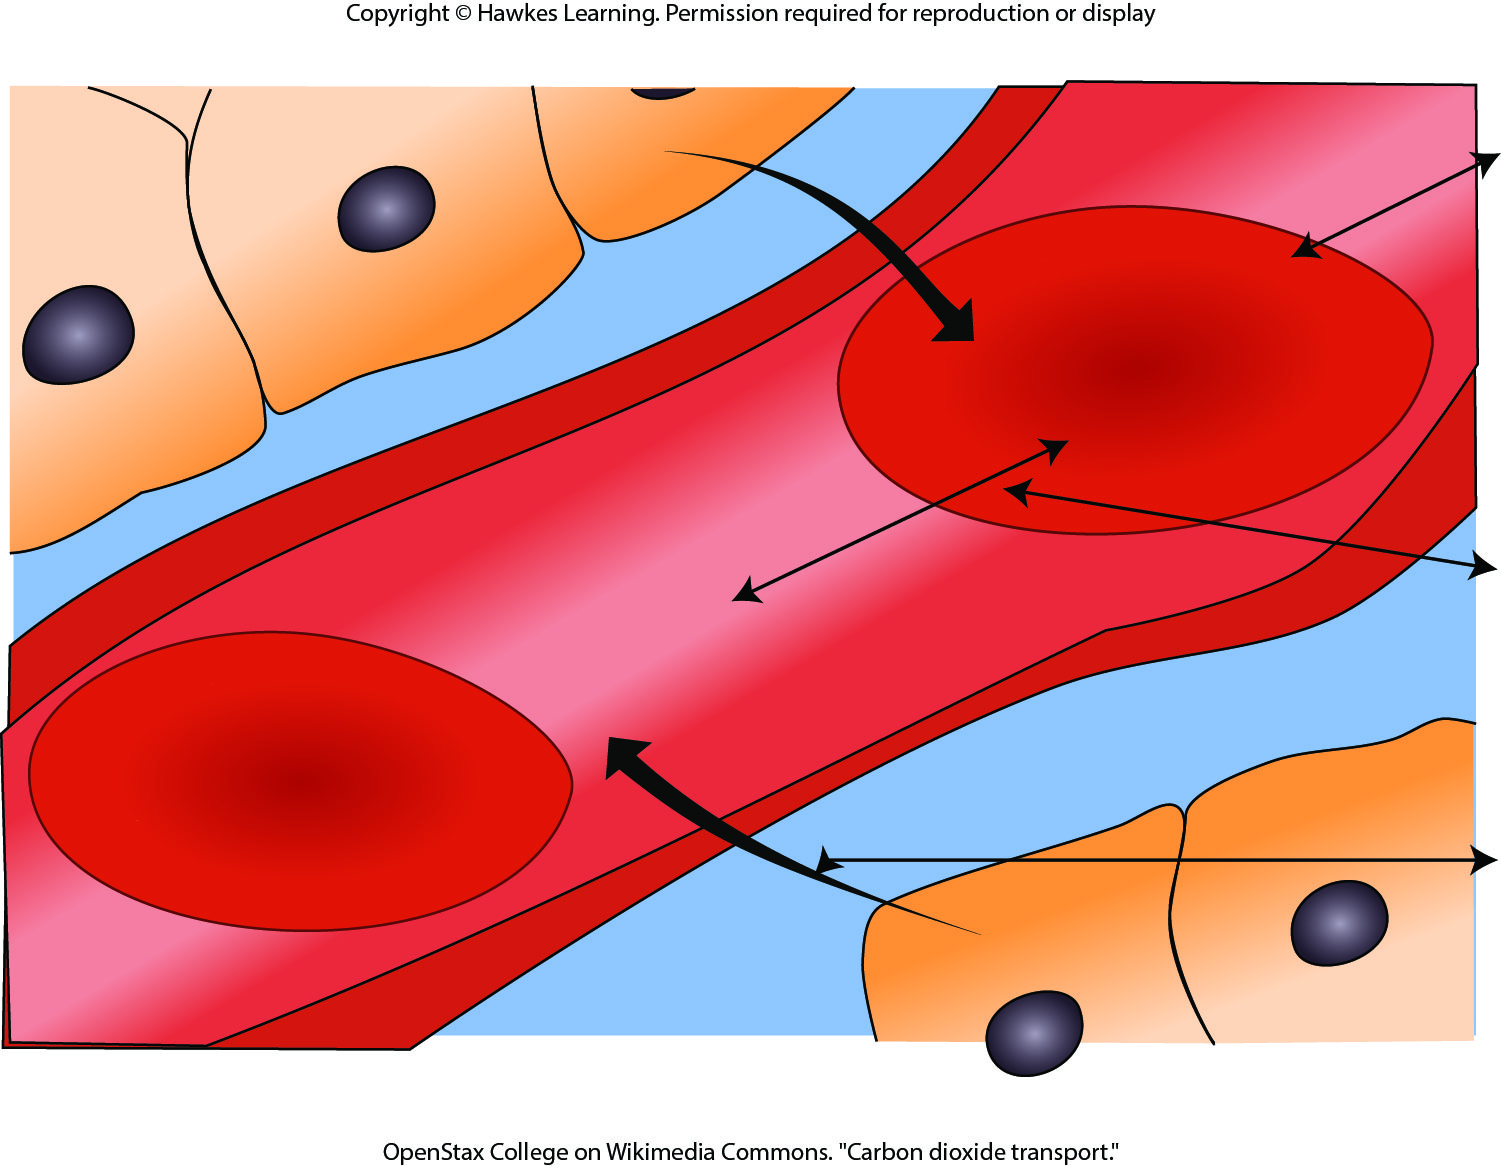 Copyright © Hawkes Learning. Permission required for reproduction or display
OpenStax College on Wikimedia Commons. "Carbon dioxide transport."